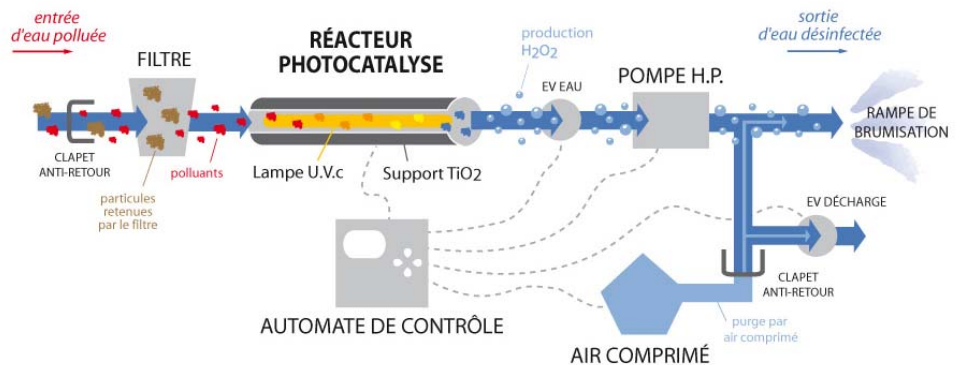 entrée
d'eau polluée
FILTRE
CLAPET
ANTI-RETOUR
particules
retenues
par le filtre
polluants
RÉACTEUR
PHOTOCATALYSE
Lampe U.V.c
Support TiO2
production
H2O2
EV EAU
POMPE H.P.
sortie
d'eau désinfectée
RAMPE DE
BRUMISATION
EV DÉCHARGE
CLAPET
ANTI-RETOUR
AUTOMATE DE CONTRÔLE
AIR COMPRIMÉ
purge par
air comprimé